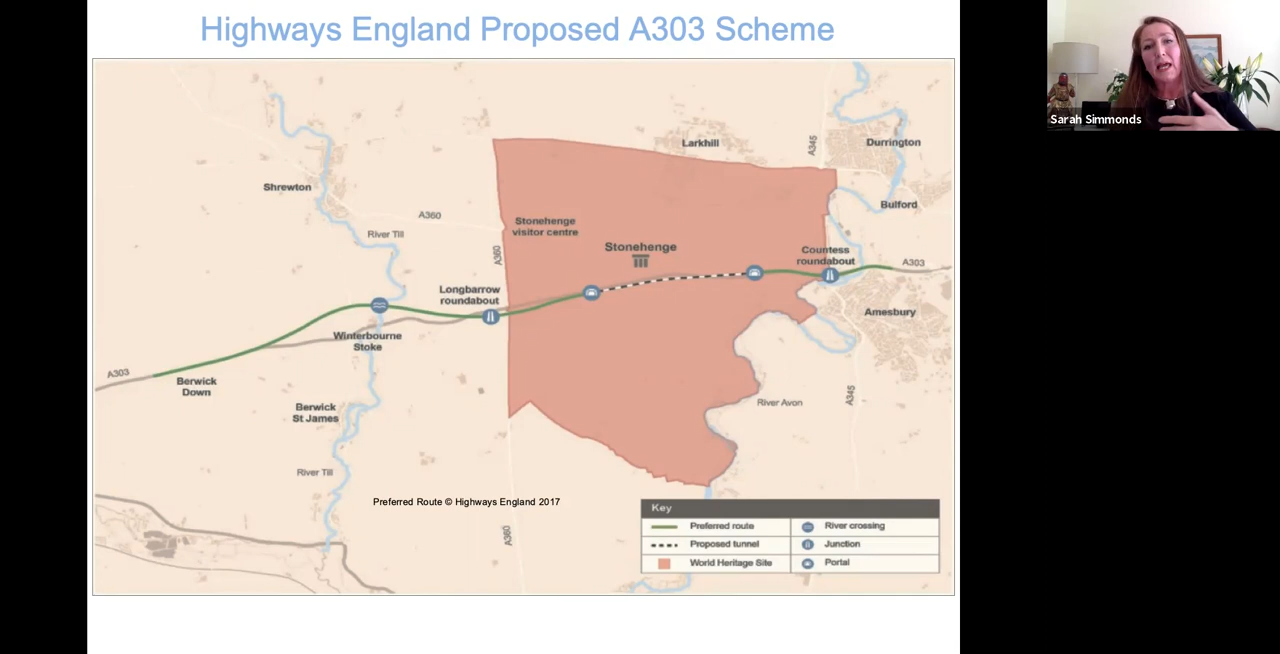 Highways England Proposed A303 Scheme
Sarah Simmonds
Larkhill
A345
Durrington
Shrewton
A360
Bulford
Stonehenge
visitor centre
River Till
Stonehenge
A360
Countess
roundabout
A303
Longbarrow
roundabout
Amesbury
Winterbourne
Stoke
A303
Berwick
Down
River Avon
A345
Berwick
St James
River Till
Preferred Route © Highways England 2017
A360
Key
Preferred route
River crossing
Proposed tunnel
Junction
World Heritage Site
Portal